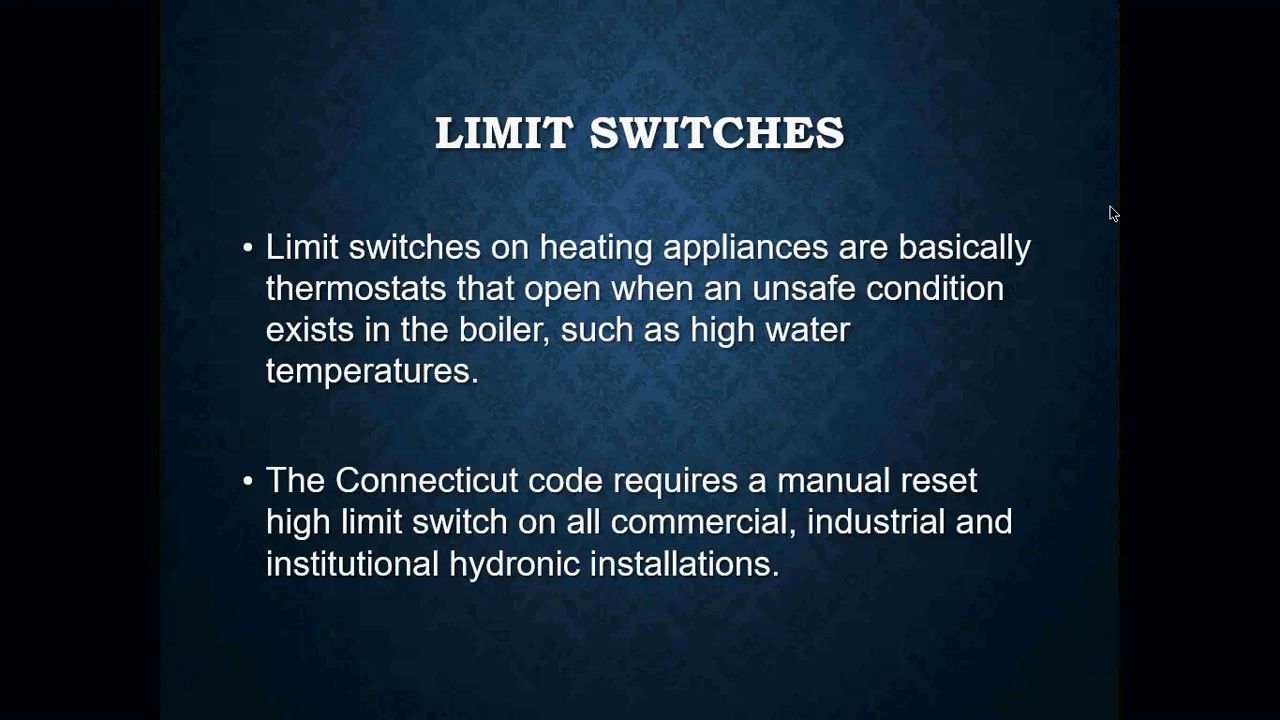 LIMIT SWITCHES
• Limit switches on heating appliances are basically
thermostats that open when an unsafe condition
exists in the boiler, such as high water
temperatures.
• The Connecticut code requires a manual reset
high limit switch on all commercial, industrial and
institutional hydronic installations.